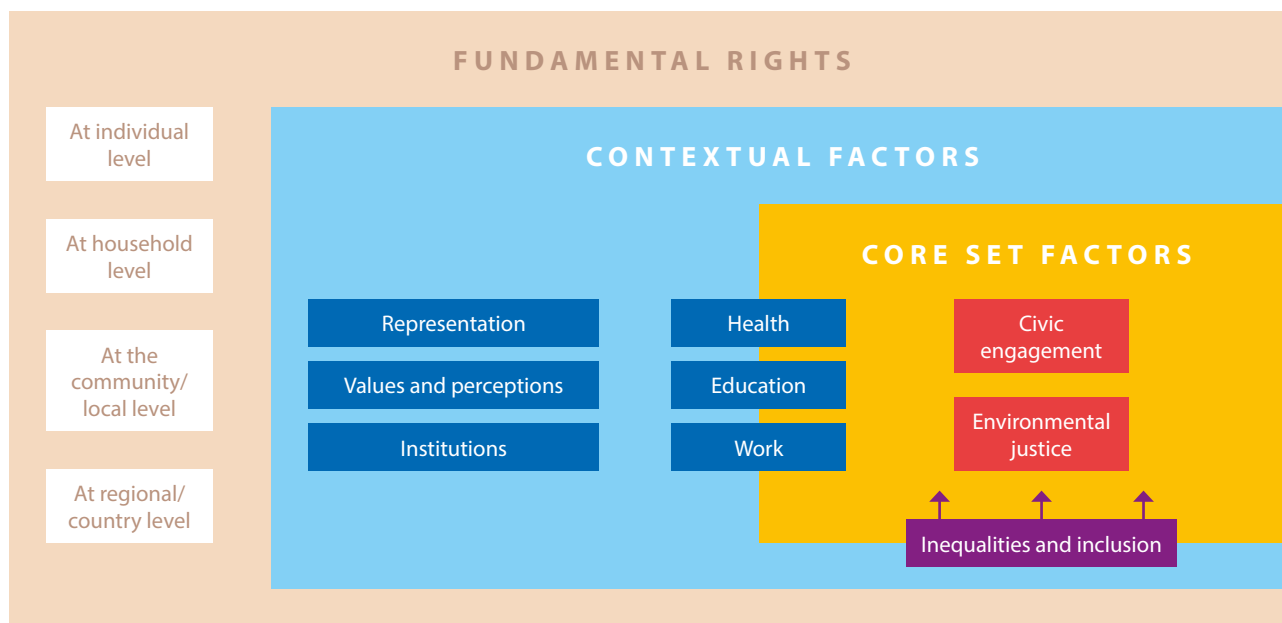 FUNDAMENTAL RIGHTS
At individual
level
At household
level
At the
community/
local level
At regional/
country level
CONTEXTUAL FACTORS
Representation
Values and perceptions
Institutions
Health
Education
Work
CORE SET FACTORS
Civic
engagement
Environmental
justice
Inequalities and inclusion